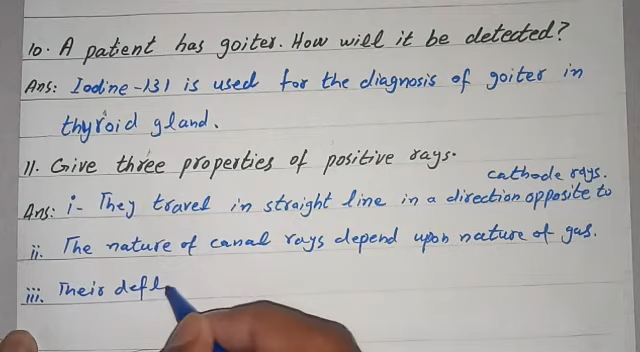 10. A patient has goiter. How will it be detected?
Ans: Iodine-131 is used for the diagnosis of goiter in
thyroid gland.
11. Give three properties of positive rays.
Ans: i- They travel in straight line in a direction opposite to
cathode rays.
ii. The nature of canal rays depend upon nature of gas.
iii. Their defl